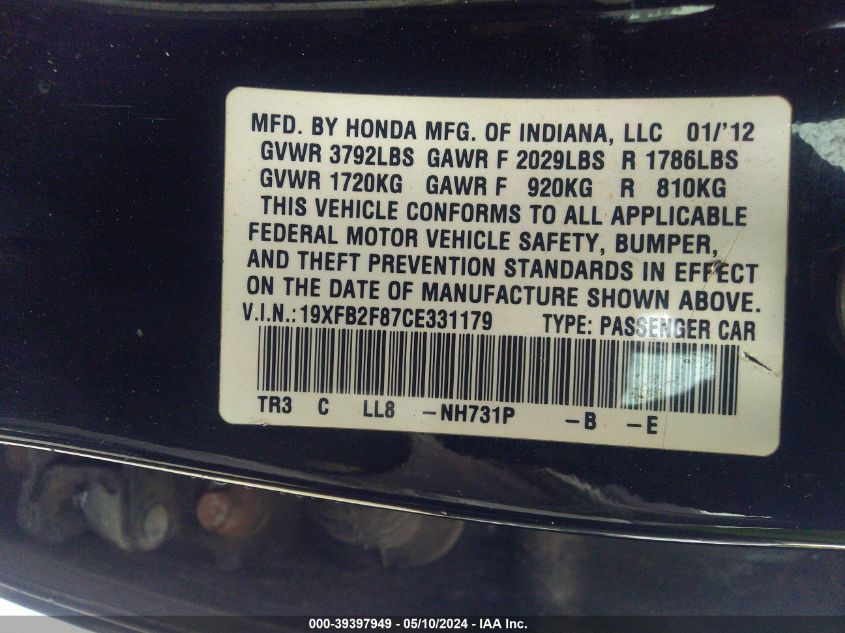 MFD. BY HONDA MFG. OF INDIANA, LLC 01/'12
GVWR 3792LBS GAWR F 2029LBS R 1786LBS
GVWR 1720KG GAWR F 920KG R 810KG
THIS VEHICLE CONFORMS TO ALL APPLICABLE
FEDERAL MOTOR VEHICLE SAFETY, BUMPER,
AND THEFT PREVENTION STANDARDS IN EFFECT
ON THE DATE OF MANUFACTURE SHOWN ABOVE.
V.I.N.:19XFB2F87CE331179 TYPE: PASSENGER CAR
TR3 C LL8 -NH731P -B -E
000-39397949 - 05/10/2024 - IAA Inc.